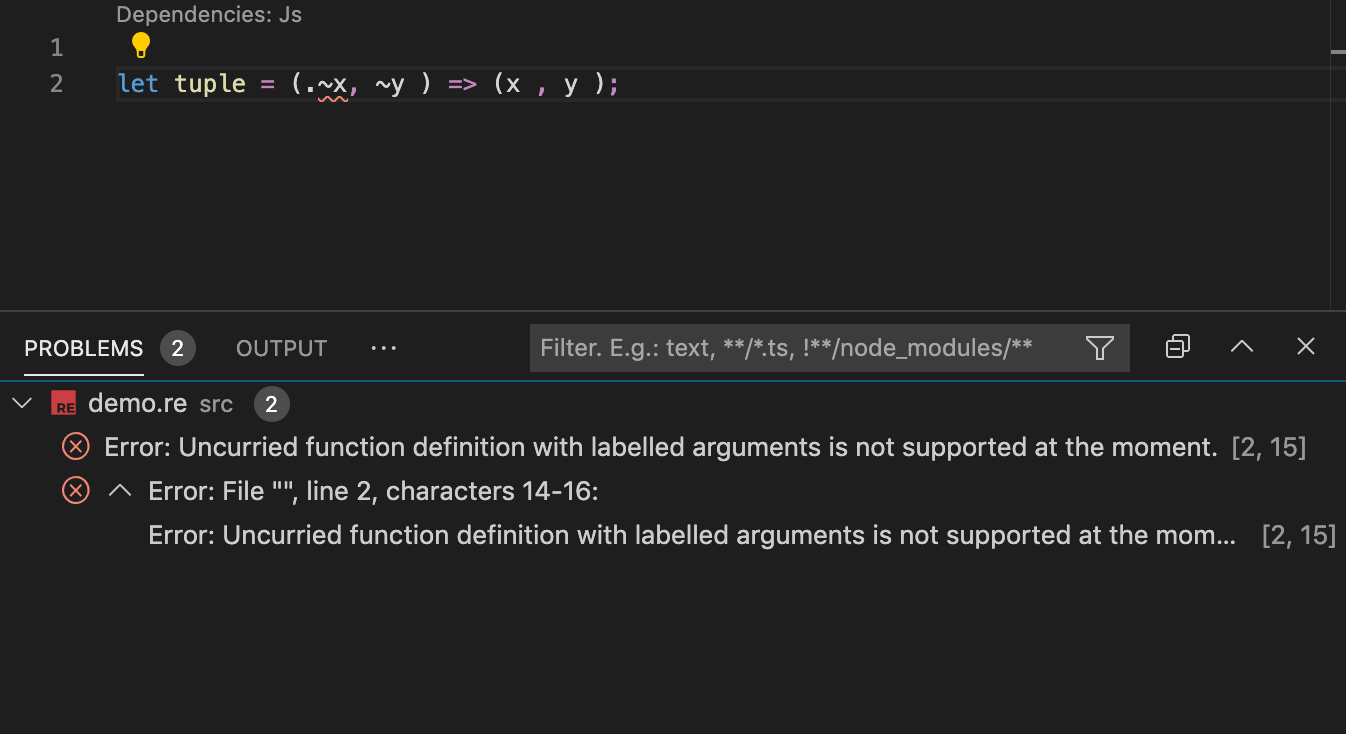 Dependencies: Js
1
2 let tuple = (.~x, ~y ) => (x , y );
PROBLEMS 2 OUTPUT ··· Filter. E.g.: text, **/*.ts, !**/node_modules/**
RE demo.re src 2
Error: Uncurried function definition with labelled arguments is not supported at the moment. [2, 15]
Error: File "", line 2, characters 14-16:
Error: Uncurried function definition with labelled arguments is not supported at the mom... [2, 15]